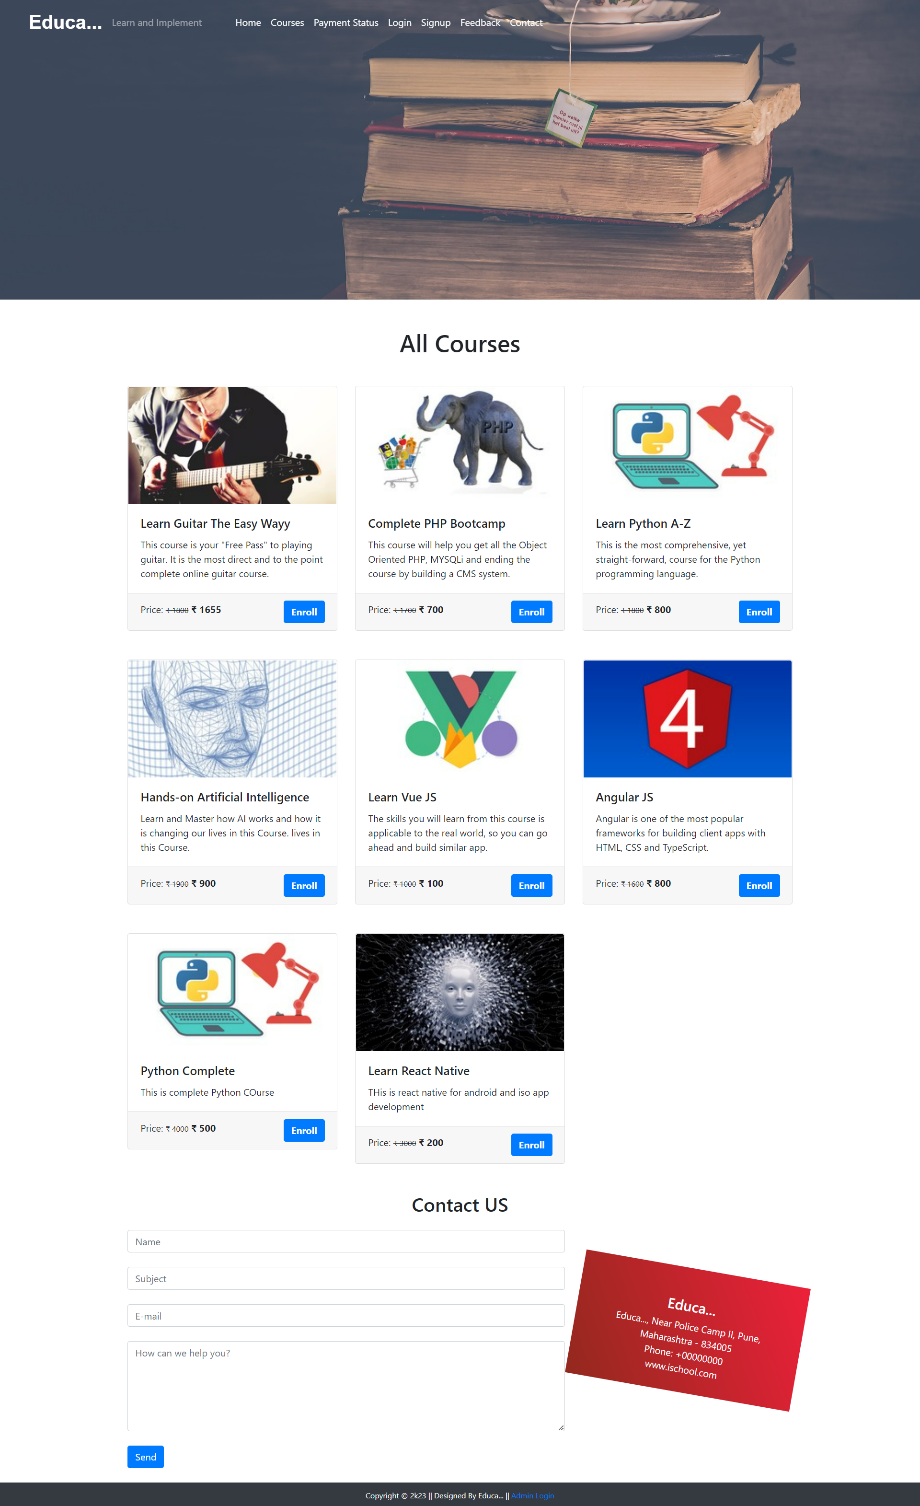 Educa... Learn and Implement Home Courses Payment Status Login Signup Feedback Contact
All Courses
PHP
Learn Guitar The Easy Wayy
This course is your "Free Pass" to playing
guitar. It is the most direct and to the point
complete online guitar course.
Price: ₹ 1800 ₹ 1655 Enroll
Complete PHP Bootcamp
This course will help you get all the Object
Oriented PHP, MYSQLi and ending the
course by building a CMS system.
Price: ₹ 1700 ₹ 700 Enroll
Learn Python A-Z
This is the most comprehensive, yet
straight-forward, course for the Python
programming language.
Price: ₹ 1800 ₹ 800 Enroll
4
Hands-on Artificial Intelligence
Learn and Master how AI works and how it
is changing our lives in this Course. lives in
this Course.
Price: ₹ 1900 ₹ 900 Enroll
Learn Vue JS
The skills you will learn from this course is
applicable to the real world, so you can go
ahead and build similar app.
Price: ₹ 1000 ₹ 100 Enroll
Angular JS
Angular is one of the most popular
frameworks for building client apps with
HTML, CSS and TypeScript.
Price: ₹ 1600 ₹ 800 Enroll
Python Complete
This is complete Python COurse
Price: ₹ 4000 ₹ 500 Enroll
Learn React Native
THis is react native for android and iso app
development
Price: ₹ 3000 ₹ 200 Enroll
Contact US
Name
Subject
E-mail
How can we help you?
Send
Educa...
Educa..., Near Police Camp II, Pune,
Maharashtra - 834005
Phone: +00000000
www.ischool.com
Copyright © 2k23 || Designed By Educa... || Admin Login